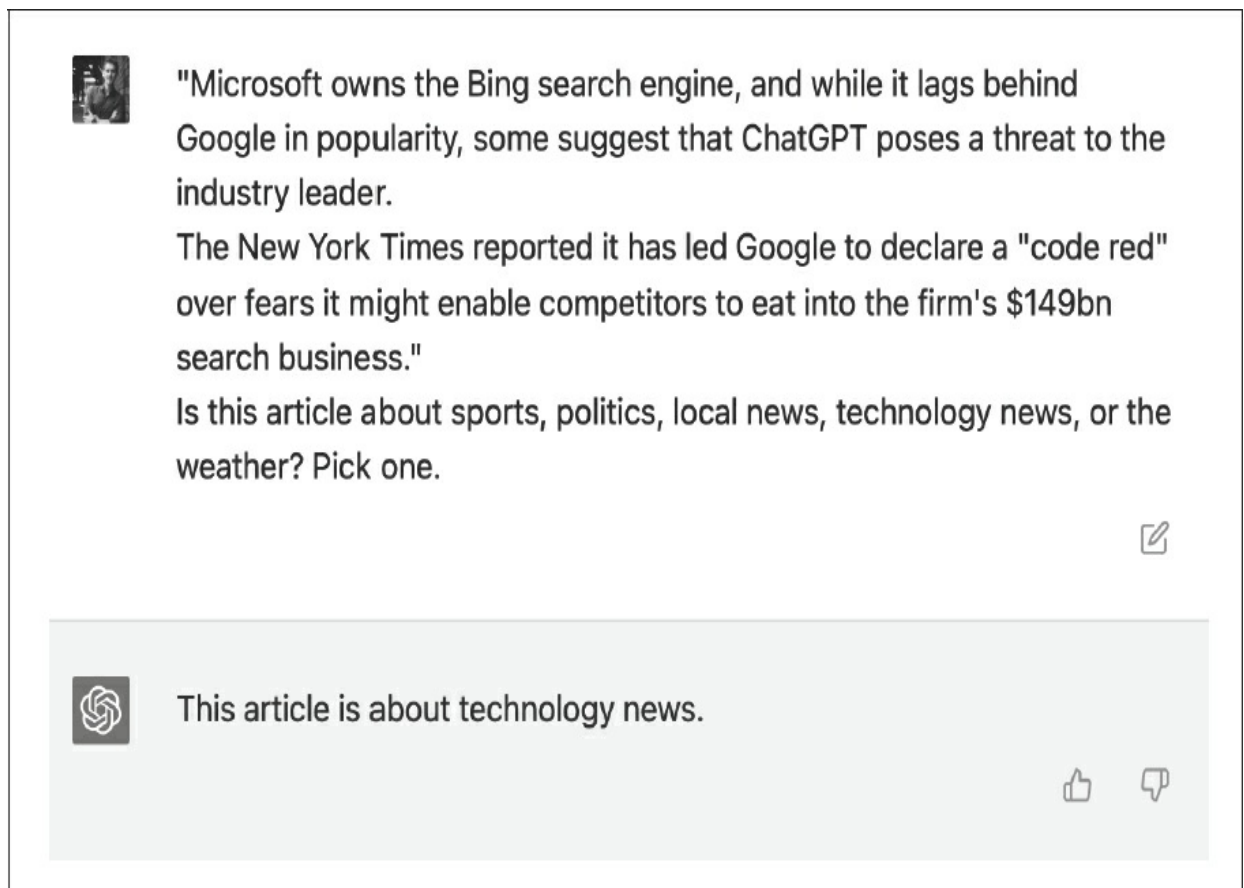 "Microsoft owns the Bing search engine, and while it lags behind
Google in popularity, some suggest that ChatGPT poses a threat to the
industry leader.
The New York Times reported it has led Google to declare a "code red"
over fears it might enable competitors to eat into the firm's $149bn
search business."
Is this article about sports, politics, local news, technology news, or the
weather? Pick one.
This article is about technology news.